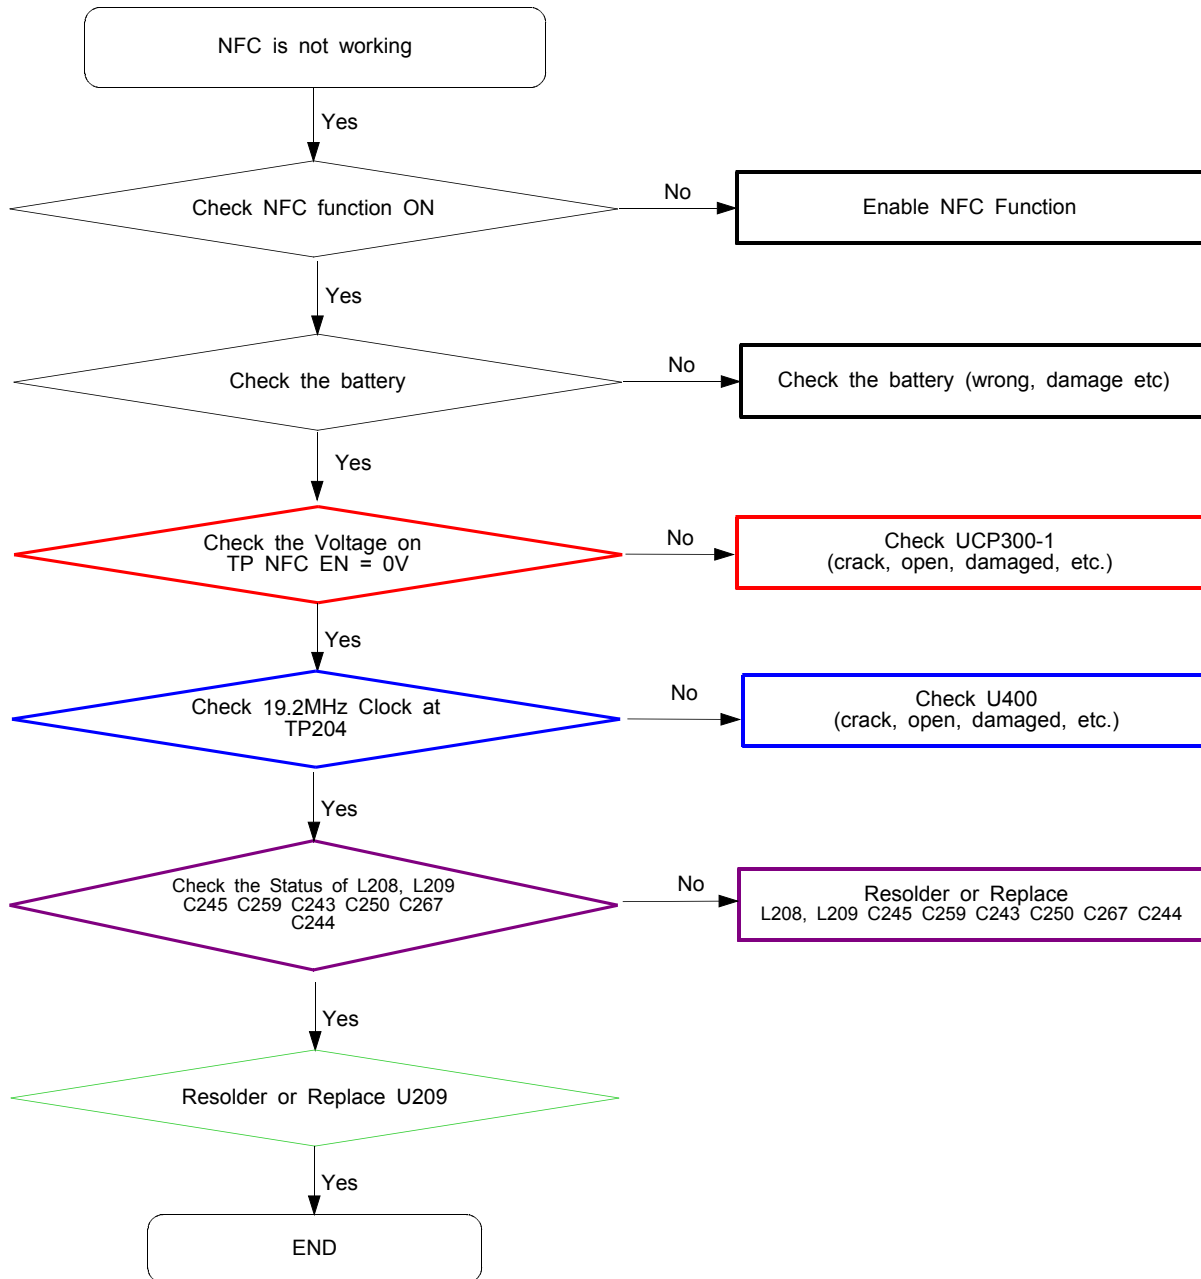 NFC is not working
Yes
Check NFC function ON
No
Enable NFC Function
Yes
Check the battery
No
Check the battery (wrong, damage etc)
Yes
Check the Voltage on
TP NFC EN = 0V
No
Check UCP300-1
(crack, open, damaged, etc.)
Yes
Check 19.2MHz Clock at
TP204
No
Check U400
(crack, open, damaged, etc.)
Yes
Check the Status of L208, L209
C245 C259 C243 C250 C267
C244
No
Resolder or Replace
L208, L209 C245 C259 C243 C250 C267 C244
Yes
Resolder or Replace U209
Yes
END